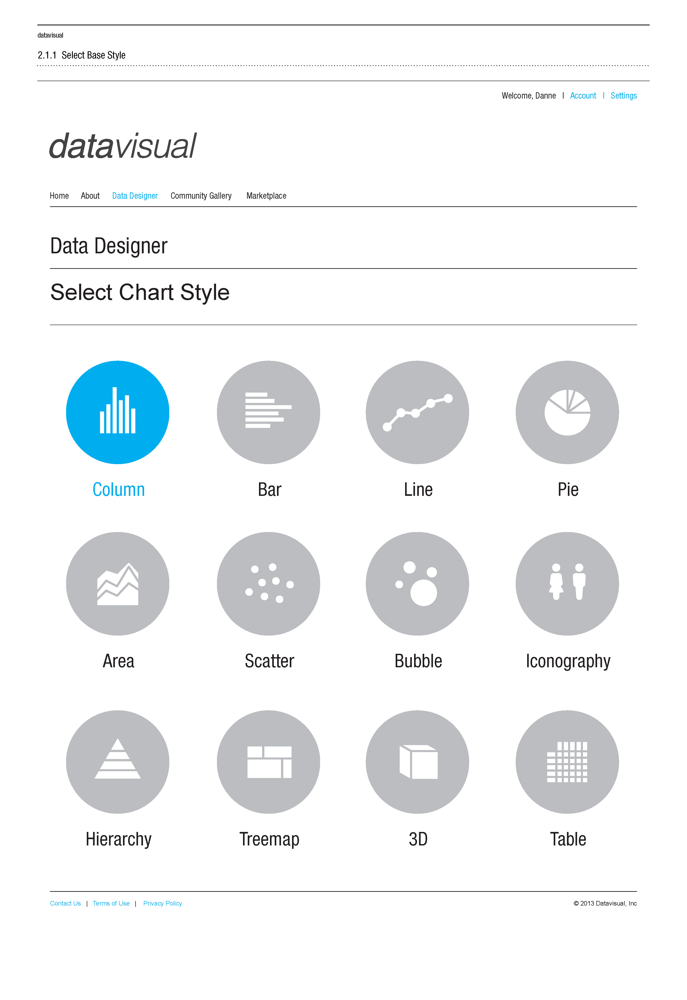 datavisual
2.1.1 Select Base Style
Welcome, Danne | Account | Settings
datavisual
Home About Data Designer Community Gallery Marketplace
Data Designer
Select Chart Style
Column Bar Line Pie
Area Scatter Bubble Iconography
Hierarchy Treemap 3D Table
Contact Us | Terms of Use | Privacy Policy © 2013 Datavisual, Inc